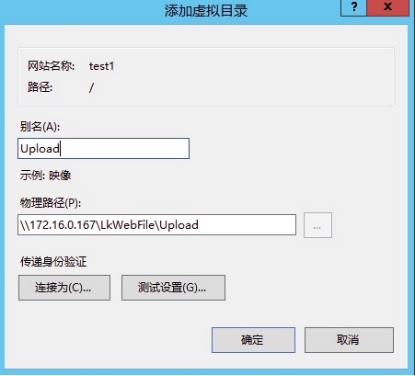 添加虚拟目录
? x
网站名称: test1
路径: /
别名(A):
Upload
示例: 映像
物理路径(P):
\\172.16.0.167\LkWebFile\Upload
...
传递身份验证
连接为(C)... 测试设置(G)...
确定 取消